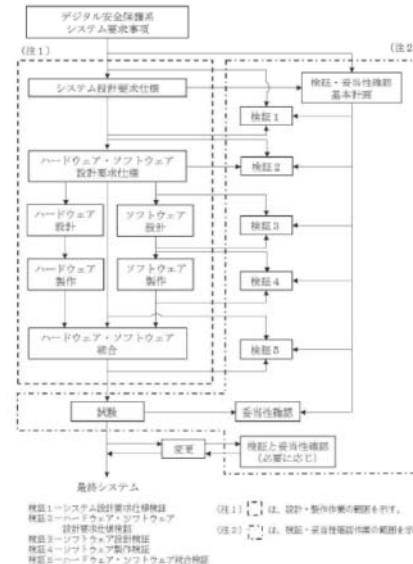 デジタル安全保護系
システム要求事項
(注1)
(注2
システム設計要求仕様
検証・妥当性確認
基本計画
検証1
ハードウェア・ソフトウェア
設計要求仕様
検証2
ハードウェア
設計
ソフトウェア
設計
検証3
ハードウェア
製作
ソフトウェア
製作
検証4
ハードウェア・ソフトウェア
統合
検証5
試験
妥当性確認
変更
検証と妥当性確認
(必要に応じ)
最終システム
検証1-システム設計要求仕様検証
検証2-ハードウェア・ソフトウェア
設計要求仕様検証
検証3-ソフトウェア設計検証
検証4-ソフトウェア製作検証
検証5-ハードウェア・ソフトウェア統合検証
(注1) は、設計・製作作業の範囲を示す。
(注2) は、検証・妥当性確認作業の範囲を示